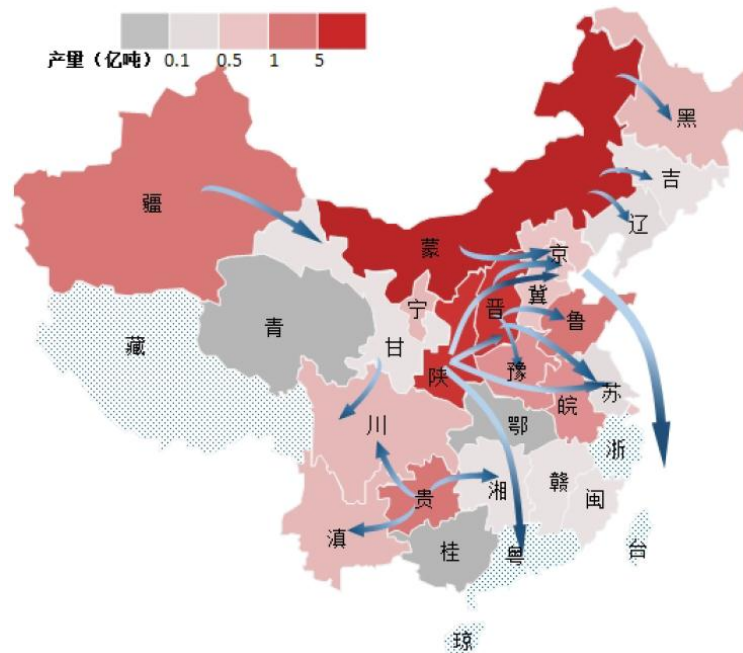 产量（亿吨） 0.1 0.5 1 5
黑
吉
辽
疆
蒙
京
冀
宁
晋
鲁
青
甘
藏
陕
豫
苏
皖
川
鄂
浙
贵
湘
赣
闽
滇
桂
粤
台
琼